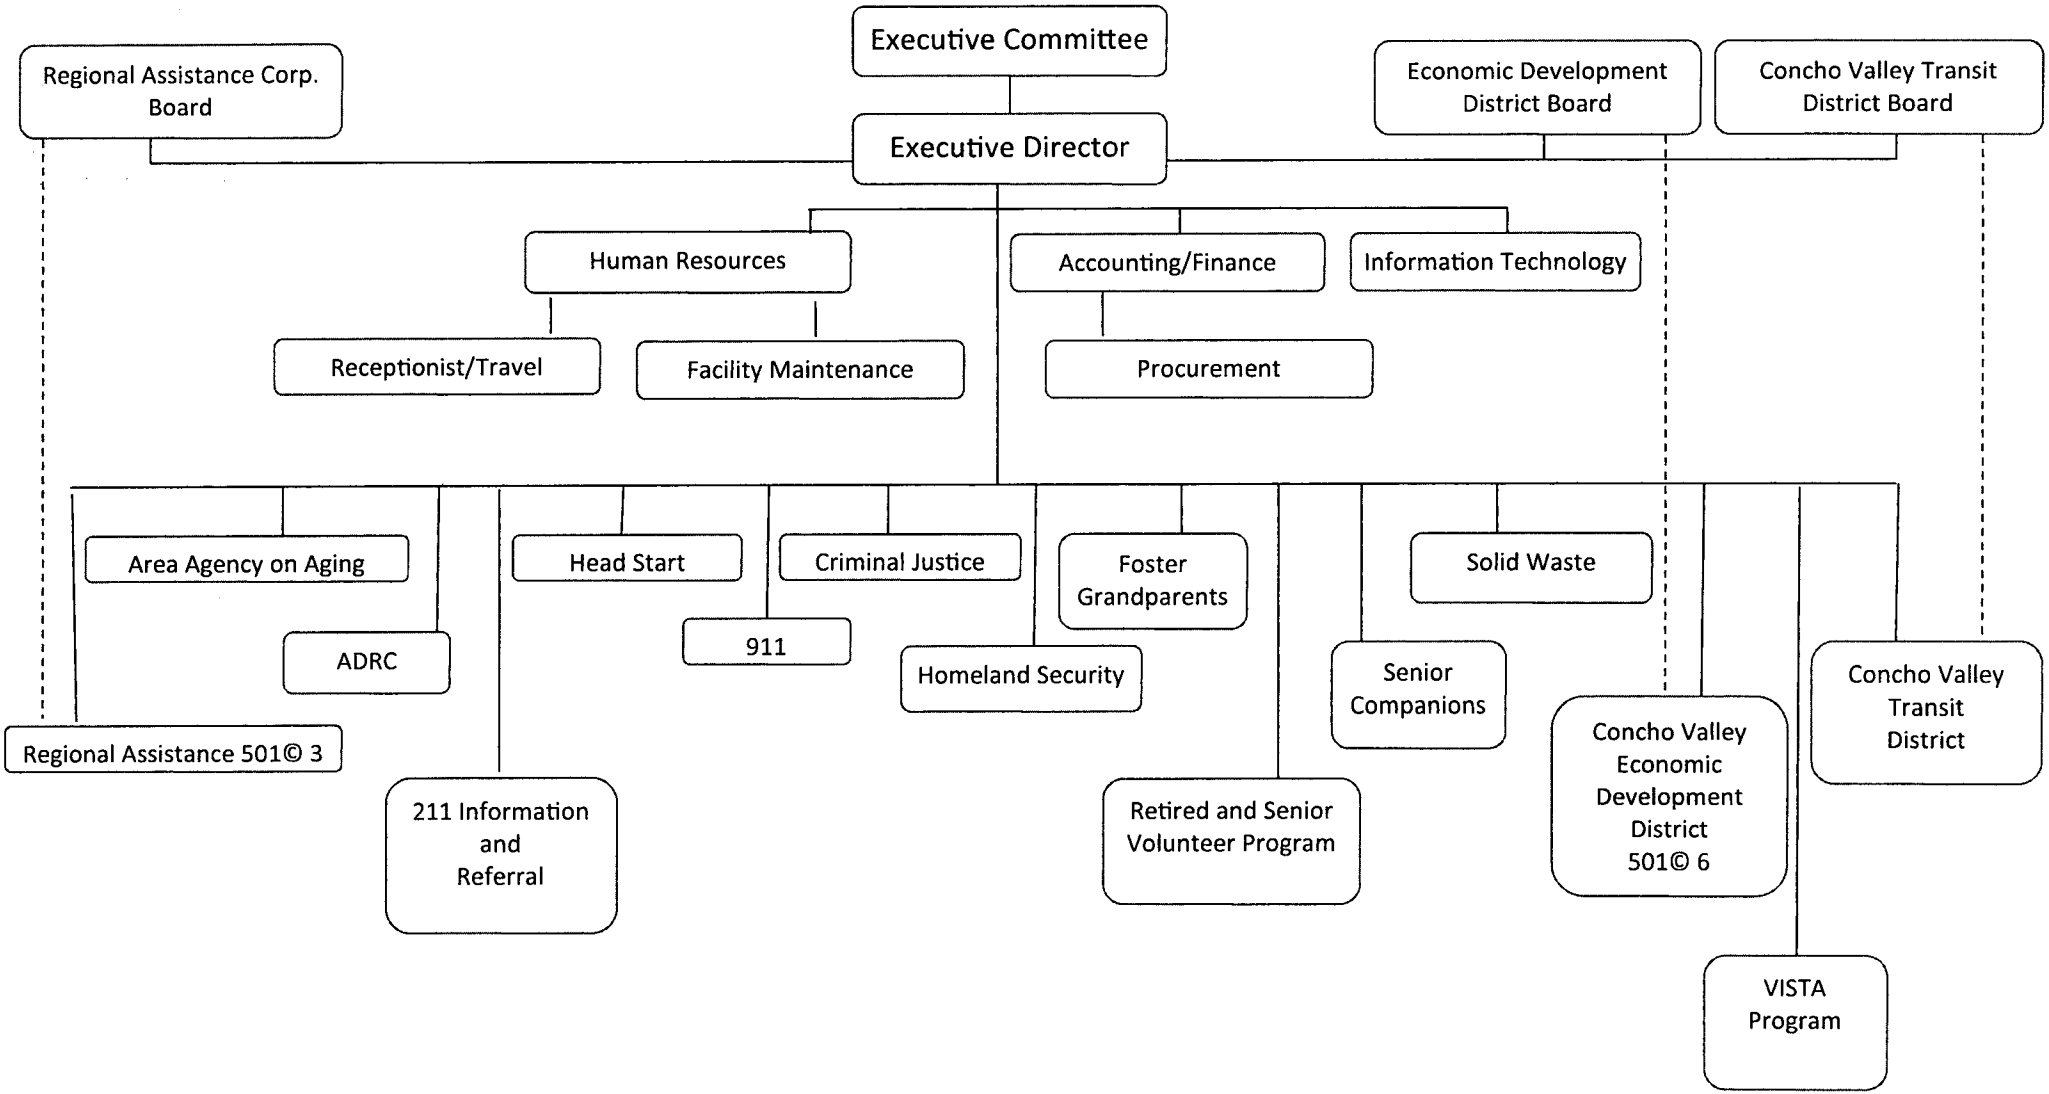 Executive Committee
Regional Assistance Corp.
Board
Economic Development
District Board
Concho Valley Transit
District Board
Executive Director
Human Resources
Accounting/Finance
Information Technology
Receptionist/Travel
Facility Maintenance
Procurement
Area Agency on Aging
Head Start
Criminal Justice
Foster
Grandparents
Solid Waste
ADRC
911
Homeland Security
Senior
Companions
Concho Valley
Transit
District
Regional Assistance 501© 3
Concho Valley
Economic
Development
District
501© 6
211 Information
and
Referral
Retired and Senior
Volunteer Program
VISTA
Program